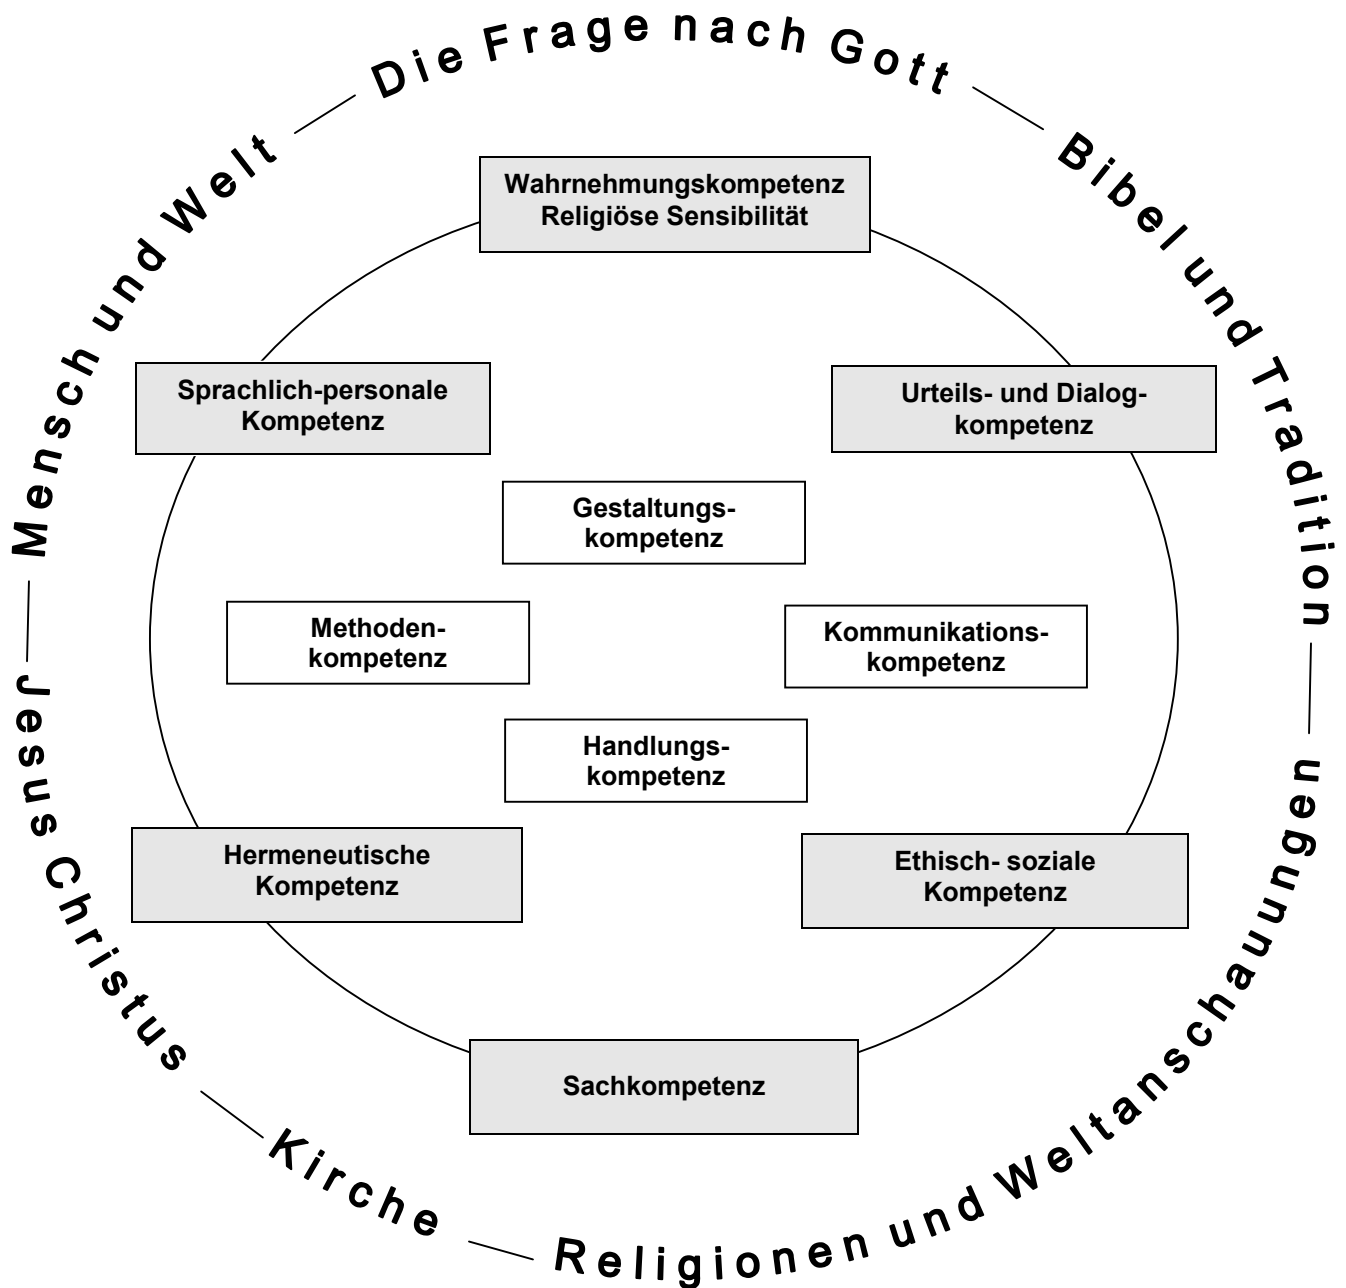 Die Frage nach Gott
Bibel und Tradition
Religionen und Weltanschauungen
Kirche
Jesus Christus
Mensch und Welt
Wahrnehmungskompetenz
Religiöse Sensibilität
Sprachlich-personale
Kompetenz
Urteils- und Dialog-
kompetenz
Gestaltungs-
kompetenz
Methoden-
kompetenz
Kommunikations-
kompetenz
Handlungs-
kompetenz
Hermeneutische
Kompetenz
Ethisch- soziale
Kompetenz
Sachkompetenz